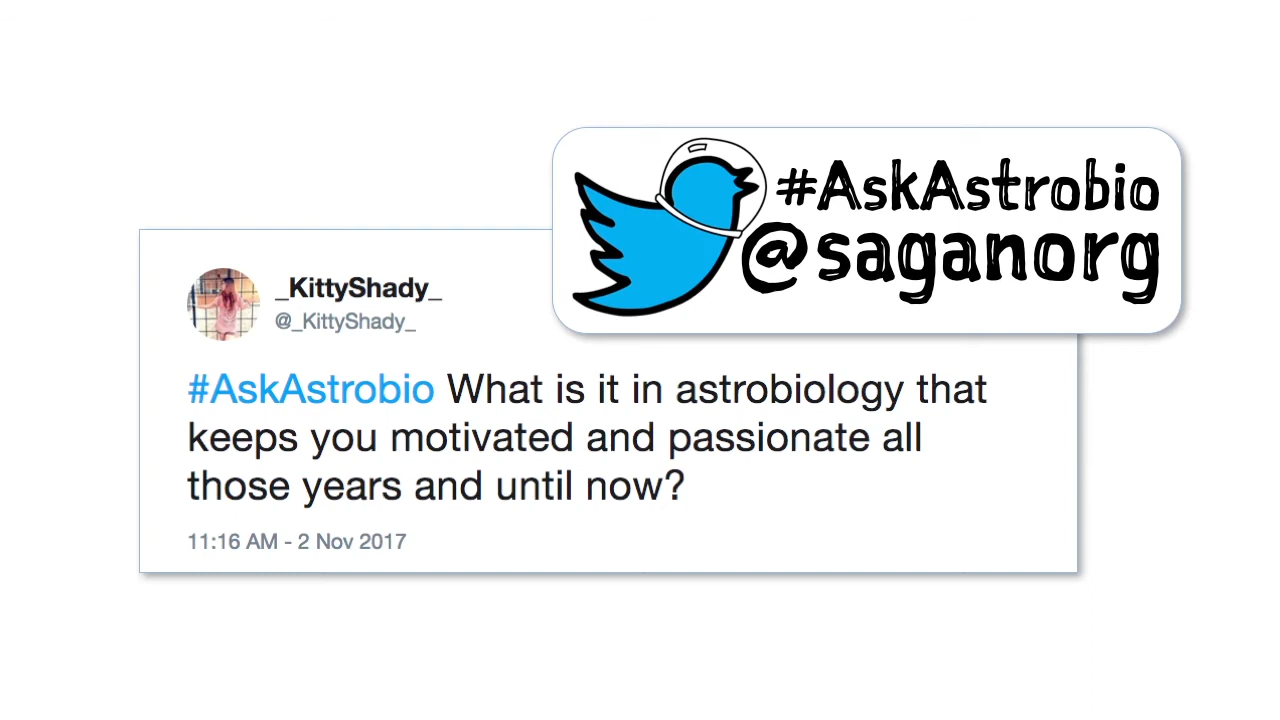 #AskAstrobio
@saganorg
_KittyShady_
@_KittyShady_
#AskAstrobio What is it in astrobiology that
keeps you motivated and passionate all
those years and until now?
11:16 AM - 2 Nov 2017